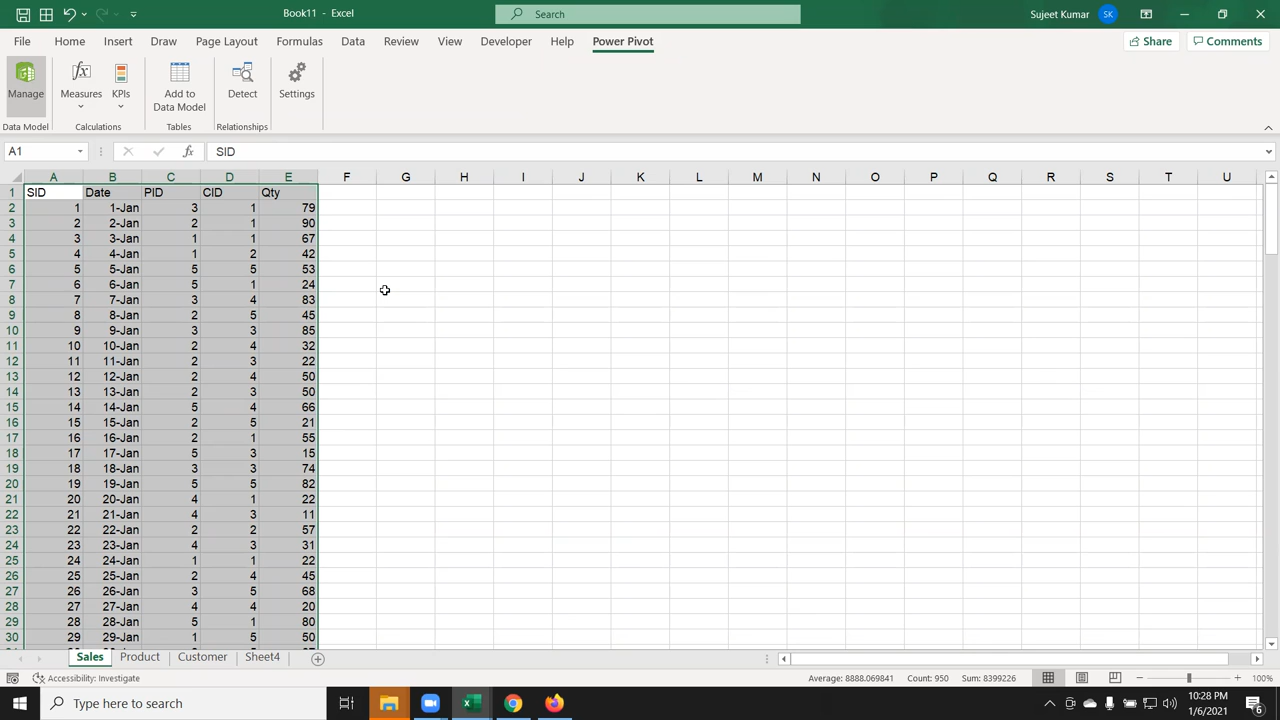 Book11 - Excel
Search
Sujeet Kumar
SK
File Home Insert Draw Page Layout Formulas Data Review View Developer Help Power Pivot
Share Comments
Manage Measures KPIs Add to Data Model Detect Settings
Data Model Calculations Tables Relationships
A1 fx SID
A B C D E F G H I J K L M N O P Q R S T U
1 SID Date PID CID Qty
2 1 1-Jan 3 1 79
3 2 2-Jan 2 1 90
4 3 3-Jan 1 1 67
5 4 4-Jan 1 2 42
6 5 5-Jan 5 5 53
7 6 6-Jan 5 1 24
8 7 7-Jan 3 4 83
9 8 8-Jan 2 5 45
10 9 9-Jan 3 3 85
11 10 10-Jan 2 4 32
12 11 11-Jan 2 3 22
13 12 12-Jan 2 4 50
14 13 13-Jan 2 3 50
15 14 14-Jan 5 4 66
16 15 15-Jan 2 5 21
17 16 16-Jan 2 1 55
18 17 17-Jan 5 3 15
19 18 18-Jan 3 3 74
20 19 19-Jan 5 5 82
21 20 20-Jan 4 1 22
22 21 21-Jan 4 3 11
23 22 22-Jan 2 2 57
24 23 23-Jan 4 3 31
25 24 24-Jan 1 1 22
26 25 25-Jan 2 4 45
27 26 26-Jan 3 5 68
28 27 27-Jan 4 4 20
29 28 28-Jan 5 1 80
30 29 29-Jan 1 5 50
Sales Product Customer Sheet4
Accessibility: Investigate Average: 8888.069841 Count: 950 Sum: 8399226 100%
Type here to search
10:28 PM
1/6/2021
6